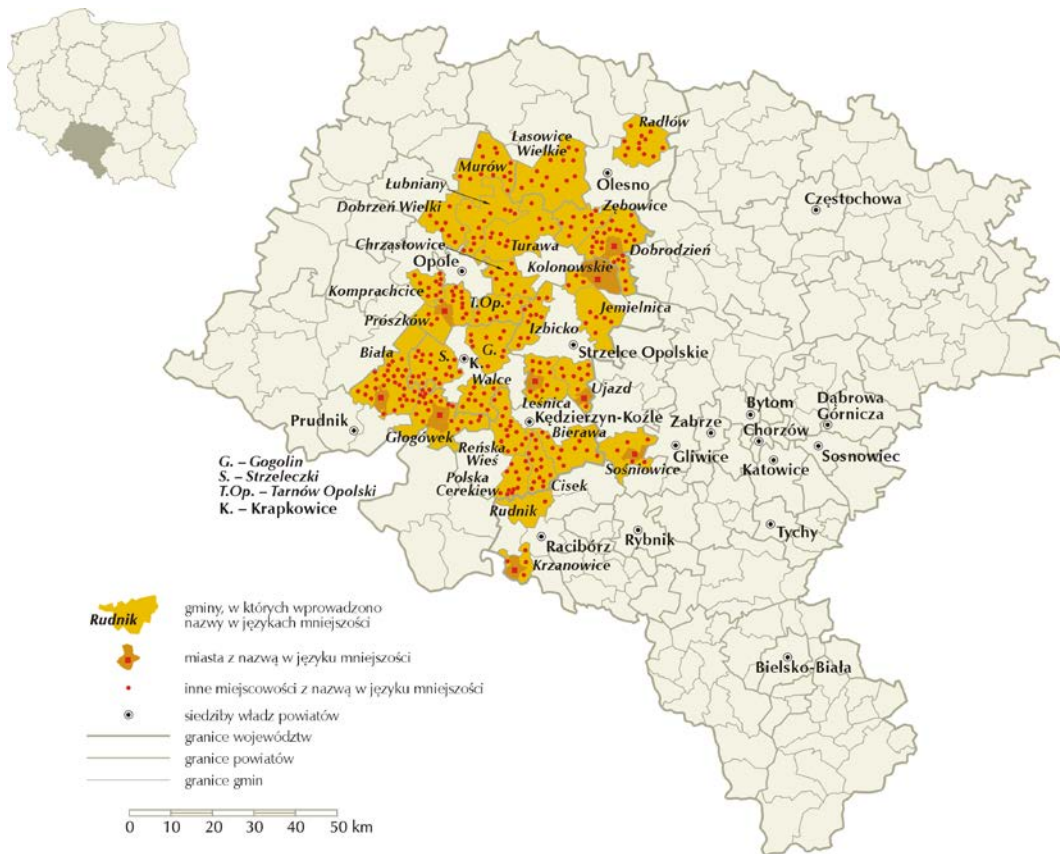 Radłów
Łasowice
Wielkie
Murów
Olesno
Częstochowa
Łubniany
Dobrzeń Wielki
Zębowice
Chrząstowice
Turawa
Dobrodzień
Opole
Kolonowskie
Komprachcice
T.Op.
Jemielnica
Prószków
Izbicko
Biała
S.
G.
K.
Strzelce Opolskie
Walce
Ujazd
Leśnica
Bytom
Dąbrowa
Górnicza
Prudnik
Kędzierzyn-Koźle
Zabrze
Chorzów
Głogówek
Bierawa
Gliwice
Sosnowiec
Reńska
Wieś
Sośniowice
Katowice
G. – Gogolin
S. – Strzeleczki
T.Op. – Tarnów Opolski
K. – Krapkowice
Polska
Cerekiew
Cisek
Rudnik
Racibórz
Rybnik
Tychy
Krzanowice
Bielsko-Biała
Rudnik
gminy, w których wprowadzono
nazwy w językach mniejszości
miasta z nazwą w języku mniejszości
inne miejscowości z nazwą w języku mniejszości
siedziby władz powiatów
granice województw
granice powiatów
granice gmin
0 10 20 30 40 50 km